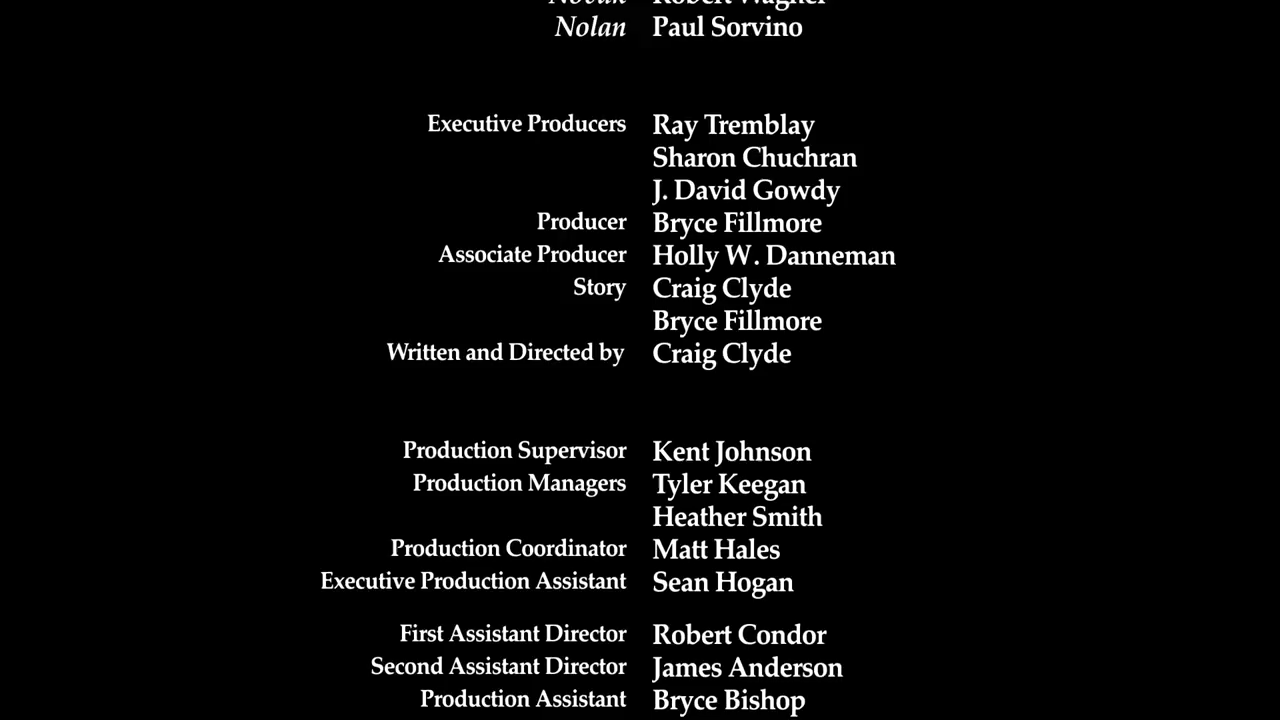 Novak Robert Wagner
Nolan Paul Sorvino
Executive Producers Ray Tremblay
Sharon Chuchran
J. David Gowdy
Producer Bryce Fillmore
Associate Producer Holly W. Danneman
Story Craig Clyde
Bryce Fillmore
Written and Directed by Craig Clyde
Production Supervisor Kent Johnson
Production Managers Tyler Keegan
Heather Smith
Production Coordinator Matt Hales
Executive Production Assistant Sean Hogan
First Assistant Director Robert Condor
Second Assistant Director James Anderson
Production Assistant Bryce Bishop